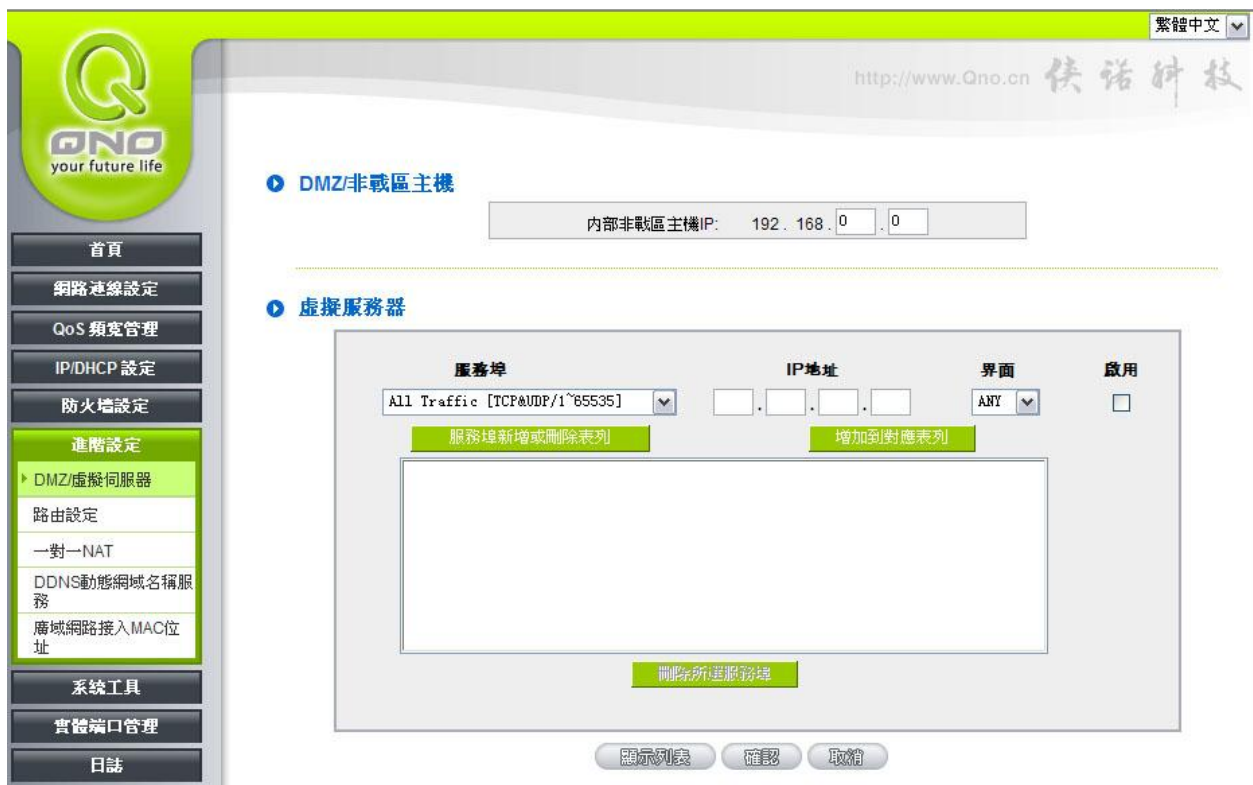 繁體中文
http://www.Qno.cn 俠諾科技
QNO
your future life
首頁
網路連線設定
QoS 頻寬管理
IP/DHCP 設定
防火墻設定
進階設定
DMZ/虛擬伺服器
路由設定
一對一NAT
DDNS動態網域名稱服
務
廣域網路接入MAC位
址
系統工具
實體端口管理
日誌
DMZ/非戰區主機
內部非戰區主機IP: 192 . 168 . 0 . 0
虛擬服務器
服務埠 IP地址 界面 啟用
All Traffic [TCP&UDP/1~65535] . . . ANY
服務埠新增或刪除表列 增加到對應表列
刪除所選服務埠
顯示列表 確認 取消